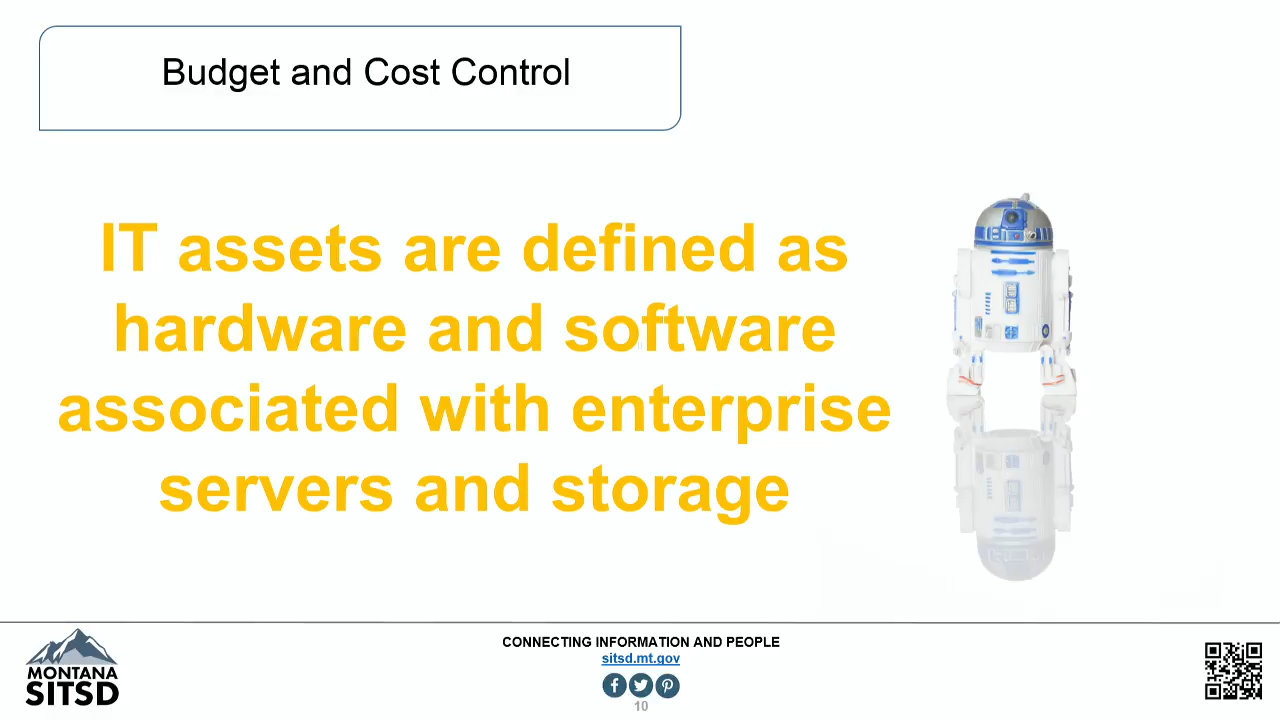 Budget and Cost Control
IT assets are defined as
hardware and software
associated with enterprise
servers and storage
CONNECTING INFORMATION AND PEOPLE
sitsd.mt.gov
10
MONTANA
SITSD